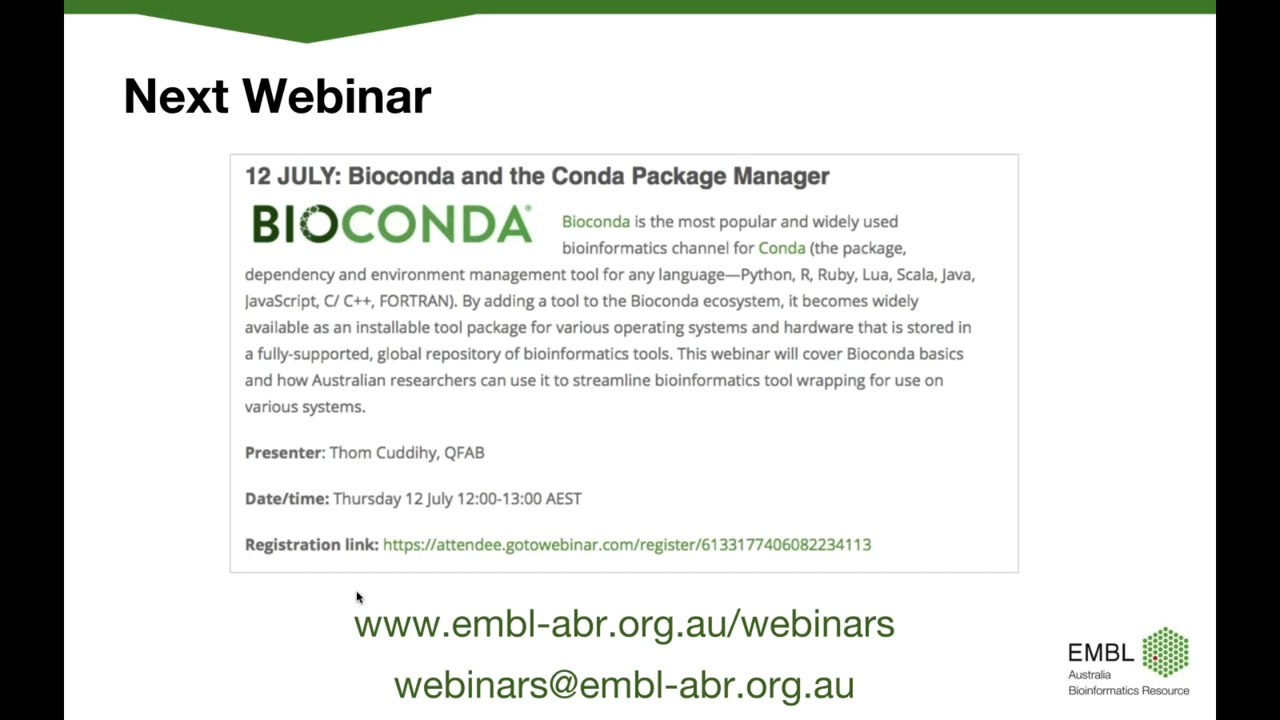 Next Webinar
12 JULY: Bioconda and the Conda Package Manager
BIOCONDA®
Bioconda is the most popular and widely used
bioinformatics channel for Conda (the package,
dependency and environment management tool for any language—Python, R, Ruby, Lua, Scala, Java,
JavaScript, C/ C++, FORTRAN). By adding a tool to the Bioconda ecosystem, it becomes widely
available as an installable tool package for various operating systems and hardware that is stored in
a fully-supported, global repository of bioinformatics tools. This webinar will cover Bioconda basics
and how Australian researchers can use it to streamline bioinformatics tool wrapping for use on
various systems.
Presenter: Thom Cuddihy, QFAB
Date/time: Thursday 12 July 12:00-13:00 AEST
Registration link: https://attendee.gotowebinar.com/register/6133177406082234113
www.embl-abr.org.au/webinars
webinars@embl-abr.org.au
EMBL
Australia
Bioinformatics Resource